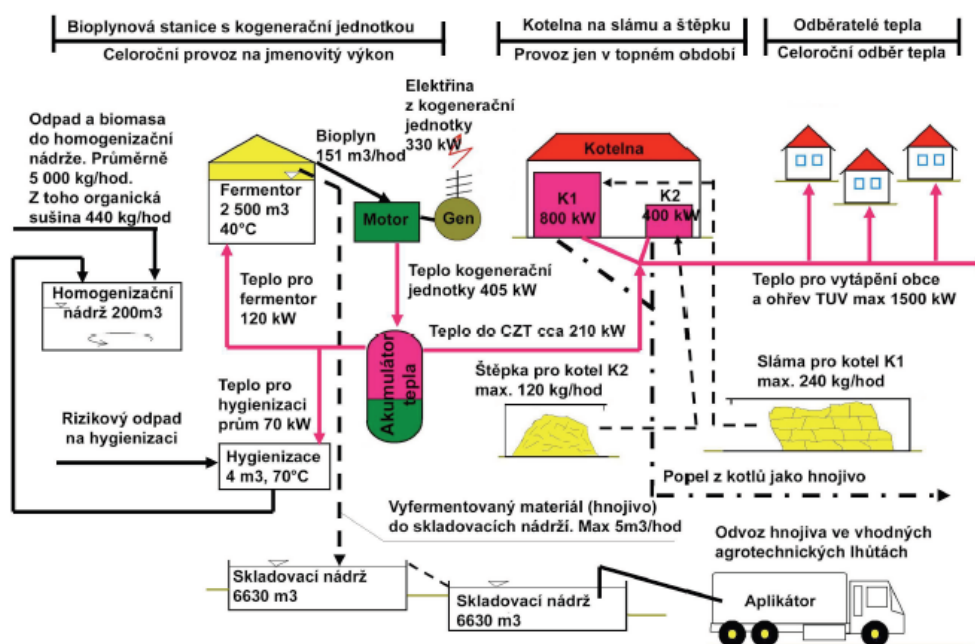 Bioplynová stanice s kogenerační jednotkou
Celoroční provoz na jmenovitý výkon
Kotelna na slámu a štěpku
Provoz jen v topném období
Odběratelé tepla
Celoroční odběr tepla
Odpad a biomasa
do homogenizační
nádrže. Průměrně
5 000 kg/hod.
Z toho organická
sušina 440 kg/hod
Fermentor
2 500 m3
40°C
Bioplyn
151 m3/hod
Elektřina
z kogenerační
jednotky
330 kW
Motor
Gen
Kotelna
K1
800 kW
K2
400 kW
Homogenizační
nádrž 200m3
Teplo pro
fermentor
120 kW
Teplo kogenerační
jednotky 405 kW
Teplo do CZT cca 210 kW
Teplo pro vytápění obce
a ohřev TUV max 1500 kW
Akumulátor
tepla
Teplo pro
hygienizaci
prům 70 kW
Štěpka pro kotel K2
max. 120 kg/hod
Sláma pro kotel K1
max. 240 kg/hod
Rizikový odpad
na hygienizaci
Hygienizace
4 m3, 70°C
Popel z kotlů jako hnojivo
Vyfermentovaný materiál (hnojivo)
do skladovacích nádrží. Max 5m3/hod
Odvoz hnojiva ve vhodných
agrotechnických lhůtách
Skladovací nádrž
6630 m3
Skladovací nádrž
6630 m3
Aplikátor